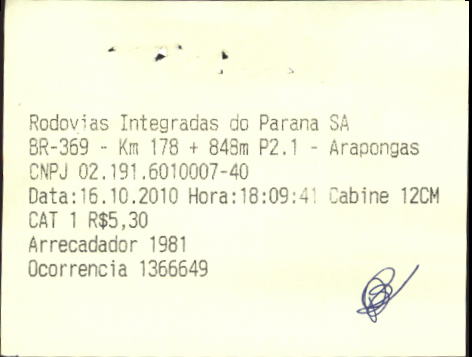 Rodovias Integradas do Parana SA
BR-369 - Km 178 + 848m P2.1 - Arapongas
CNPJ 02.191.6010007-40
Data:16.10.2010 Hora:18:09:41 Cabine 12CM
CAT 1 R$5,30
Arrecadador 1981
Ocorrencia 1366649